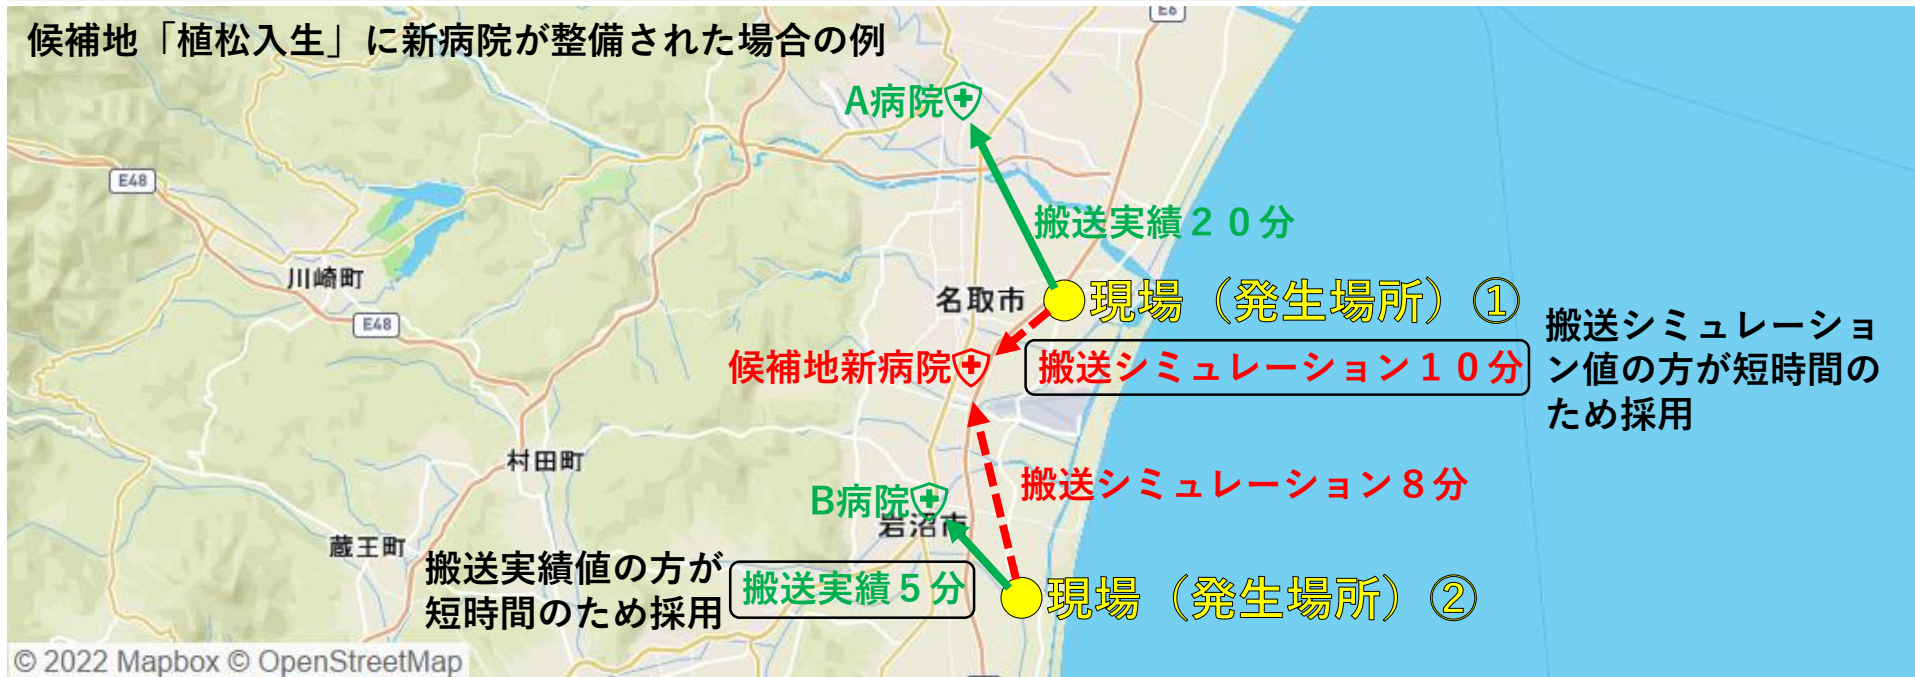 候補地「植松入生」に新病院が整備された場合の例
E6
A病院
E48
搬送実績２０分
川崎町
名取市
現場（発生場所）①
E48
搬送シミュレーショ
ン値の方が短時間の
ため採用
候補地新病院
搬送シミュレーション１０分
村田町
搬送シミュレーション８分
B病院
岩沼市
蔵王町
搬送実績値の方が
短時間のため採用
搬送実績５分
現場（発生場所）②
© 2022 Mapbox © OpenStreetMap